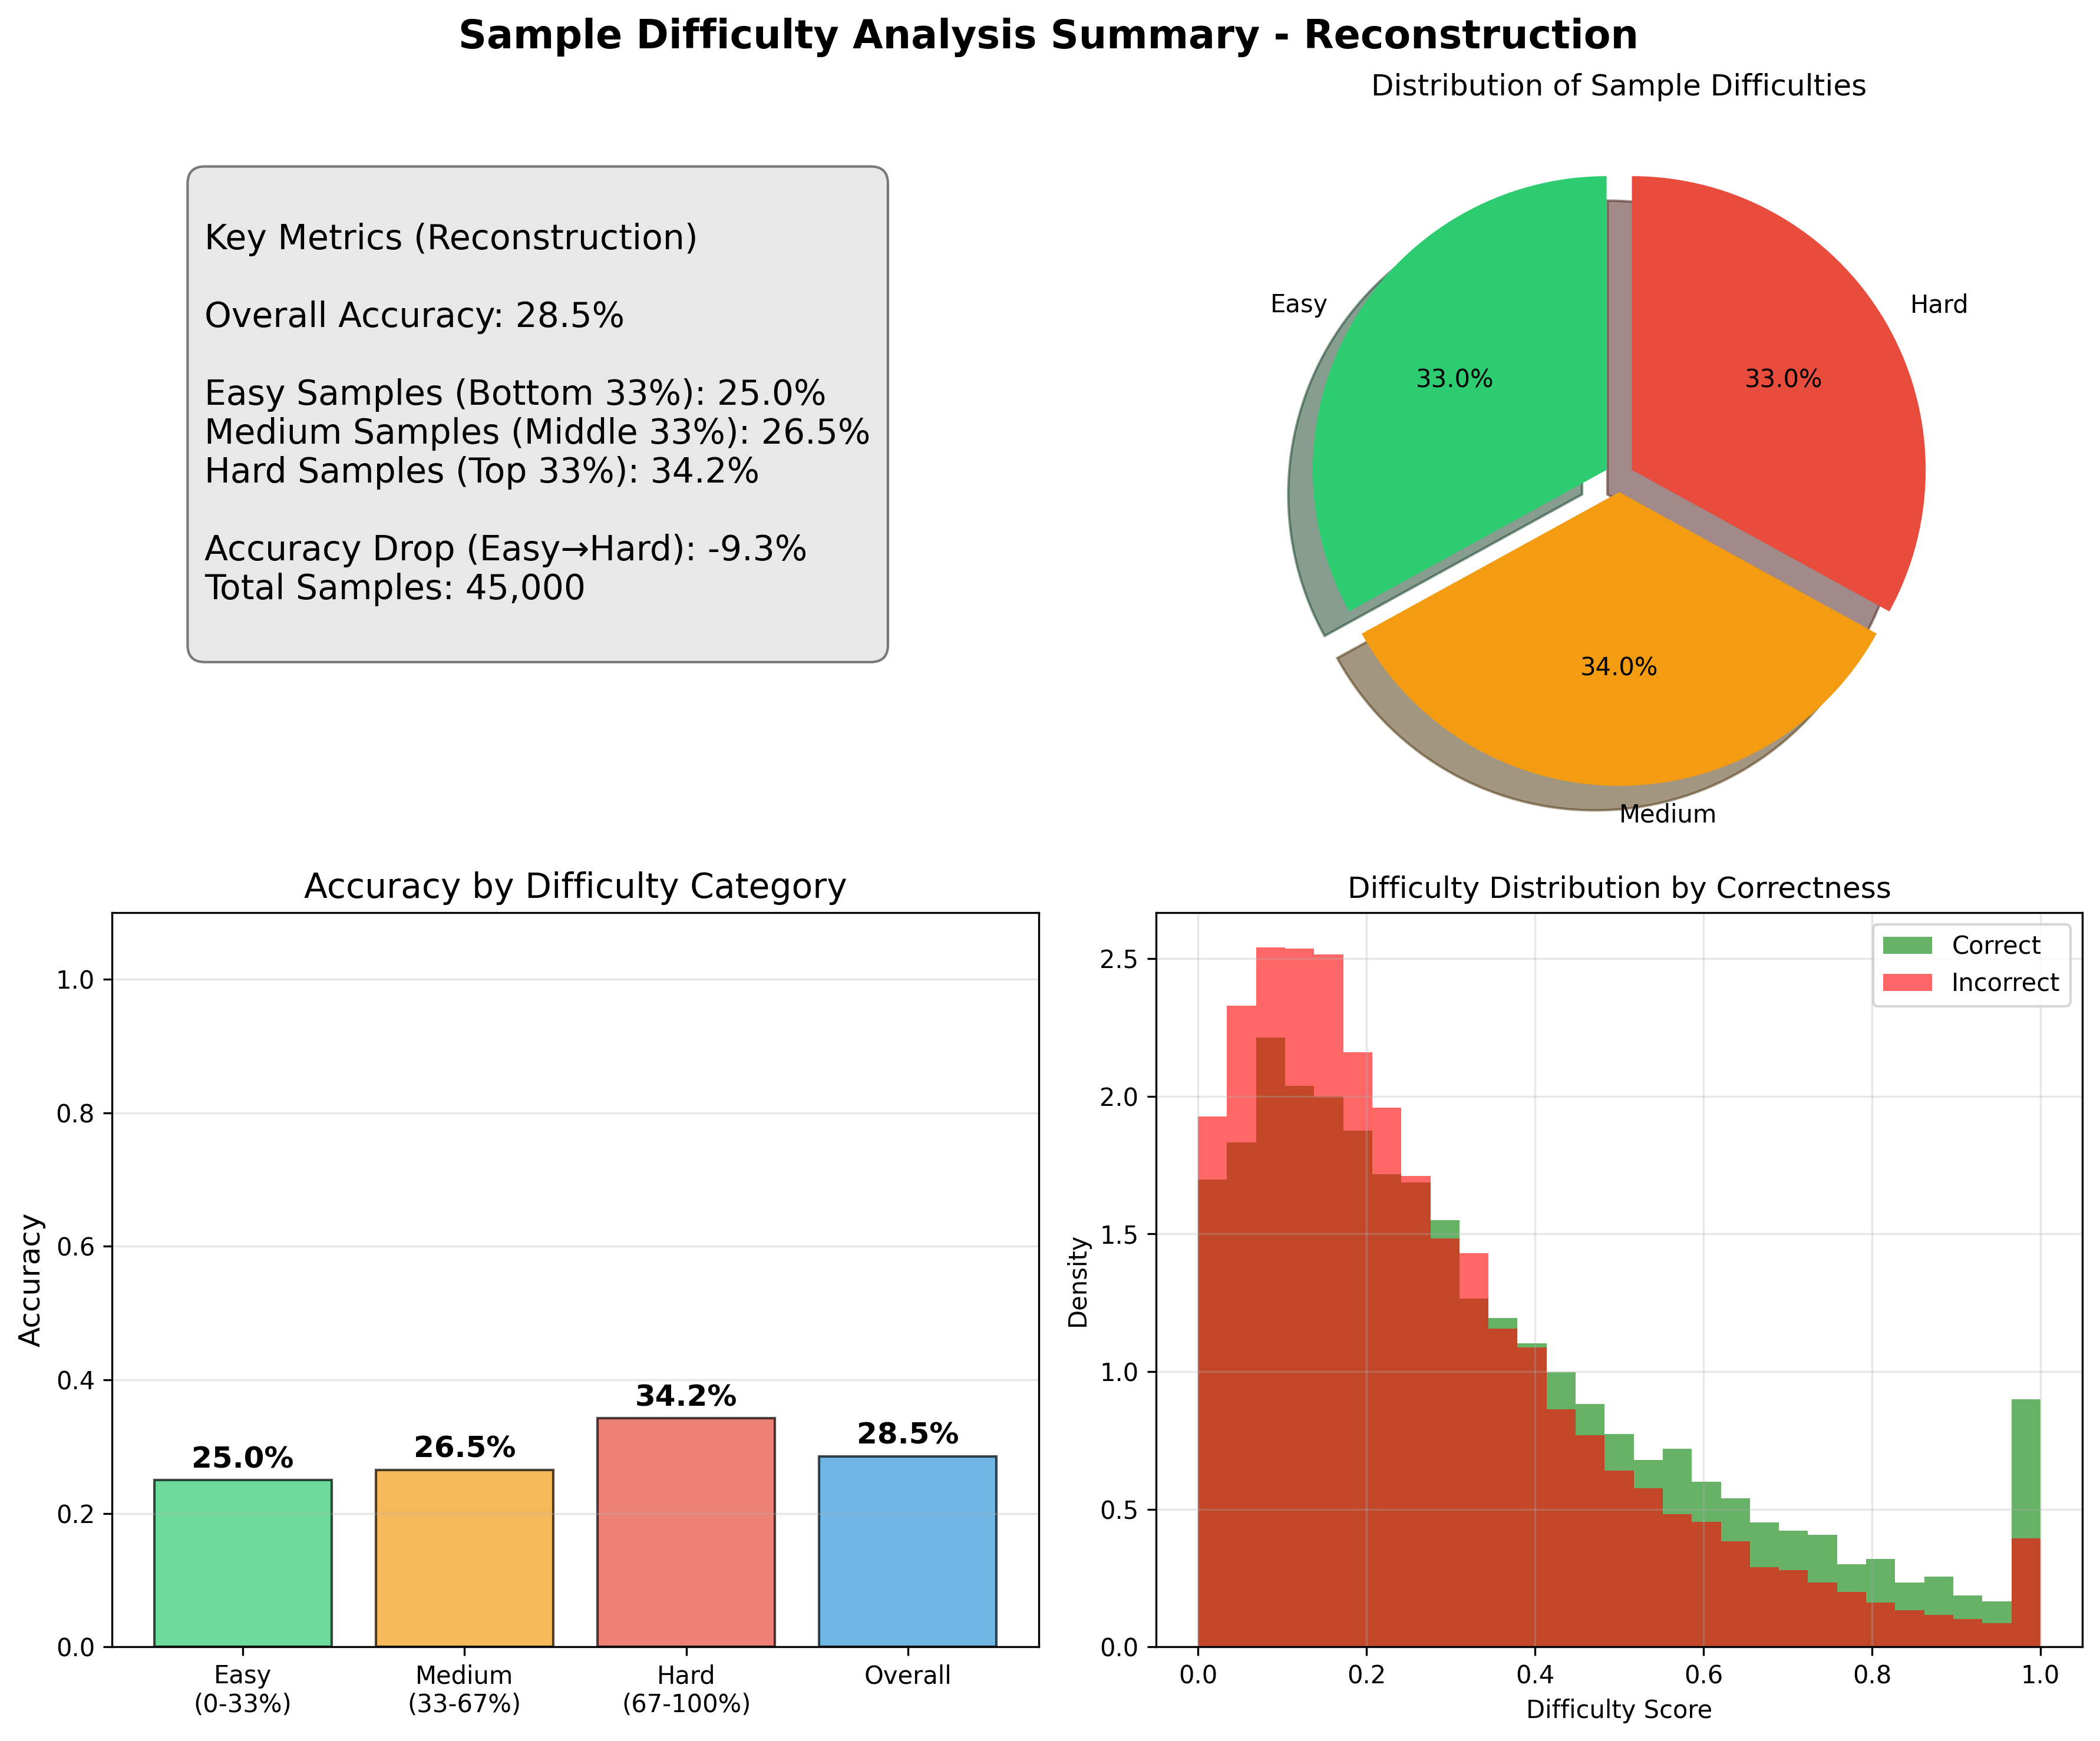 Sample Difficulty Analysis Summary - Reconstruction
Key Metrics (Reconstruction)
Overall Accuracy: 28.5%
Easy Samples (Bottom 33%): 25.0%
Medium Samples (Middle 33%): 26.5%
Hard Samples (Top 33%): 34.2%
Accuracy Drop (Easy→Hard): -9.3%
Total Samples: 45,000
Distribution of Sample Difficulties
Easy
Hard
33.0%
33.0%
34.0%
Medium
Accuracy by Difficulty Category
Accuracy
1.0
0.8
0.6
0.4
0.2
0.0
25.0%
26.5%
34.2%
28.5%
Easy
(0-33%)
Medium
(33-67%)
Hard
(67-100%)
Overall
Difficulty Distribution by Correctness
Correct
Incorrect
Density
2.5
2.0
1.5
1.0
0.5
0.0
0.0
0.2
0.4
0.6
0.8
1.0
Difficulty Score